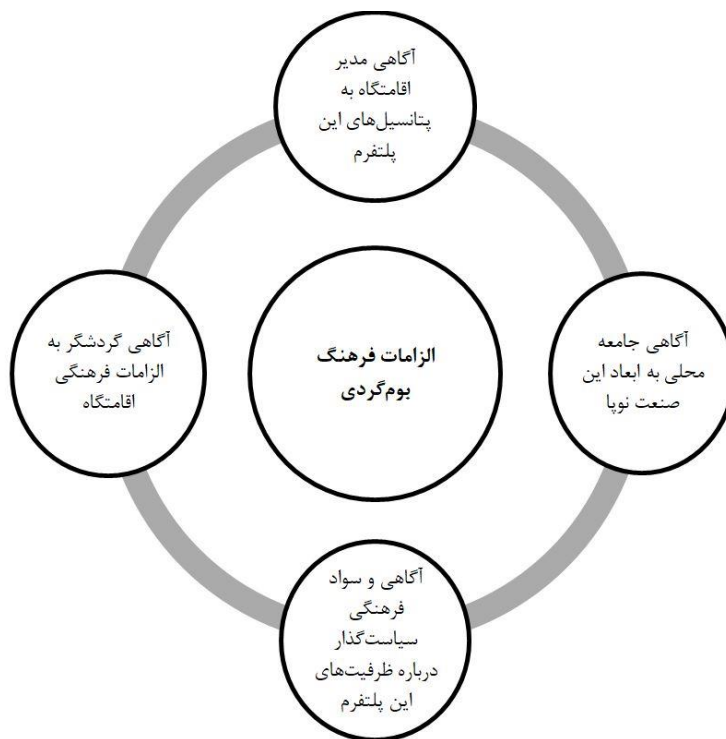 آگاهی مدیر
اقامتگاه به
پتانسیل‌های این
پلتفرم
آگاهی جامعه
محلی به ابعاد این
صنعت نوپا
الزامات فرهنگ
بوم‌گردی
آگاهی گردشگر به
الزامات فرهنگی
اقامتگاه
آگاهی و سواد
فرهنگی
سیاست‌گذار
درباره ظرفیت‌های
این پلتفرم